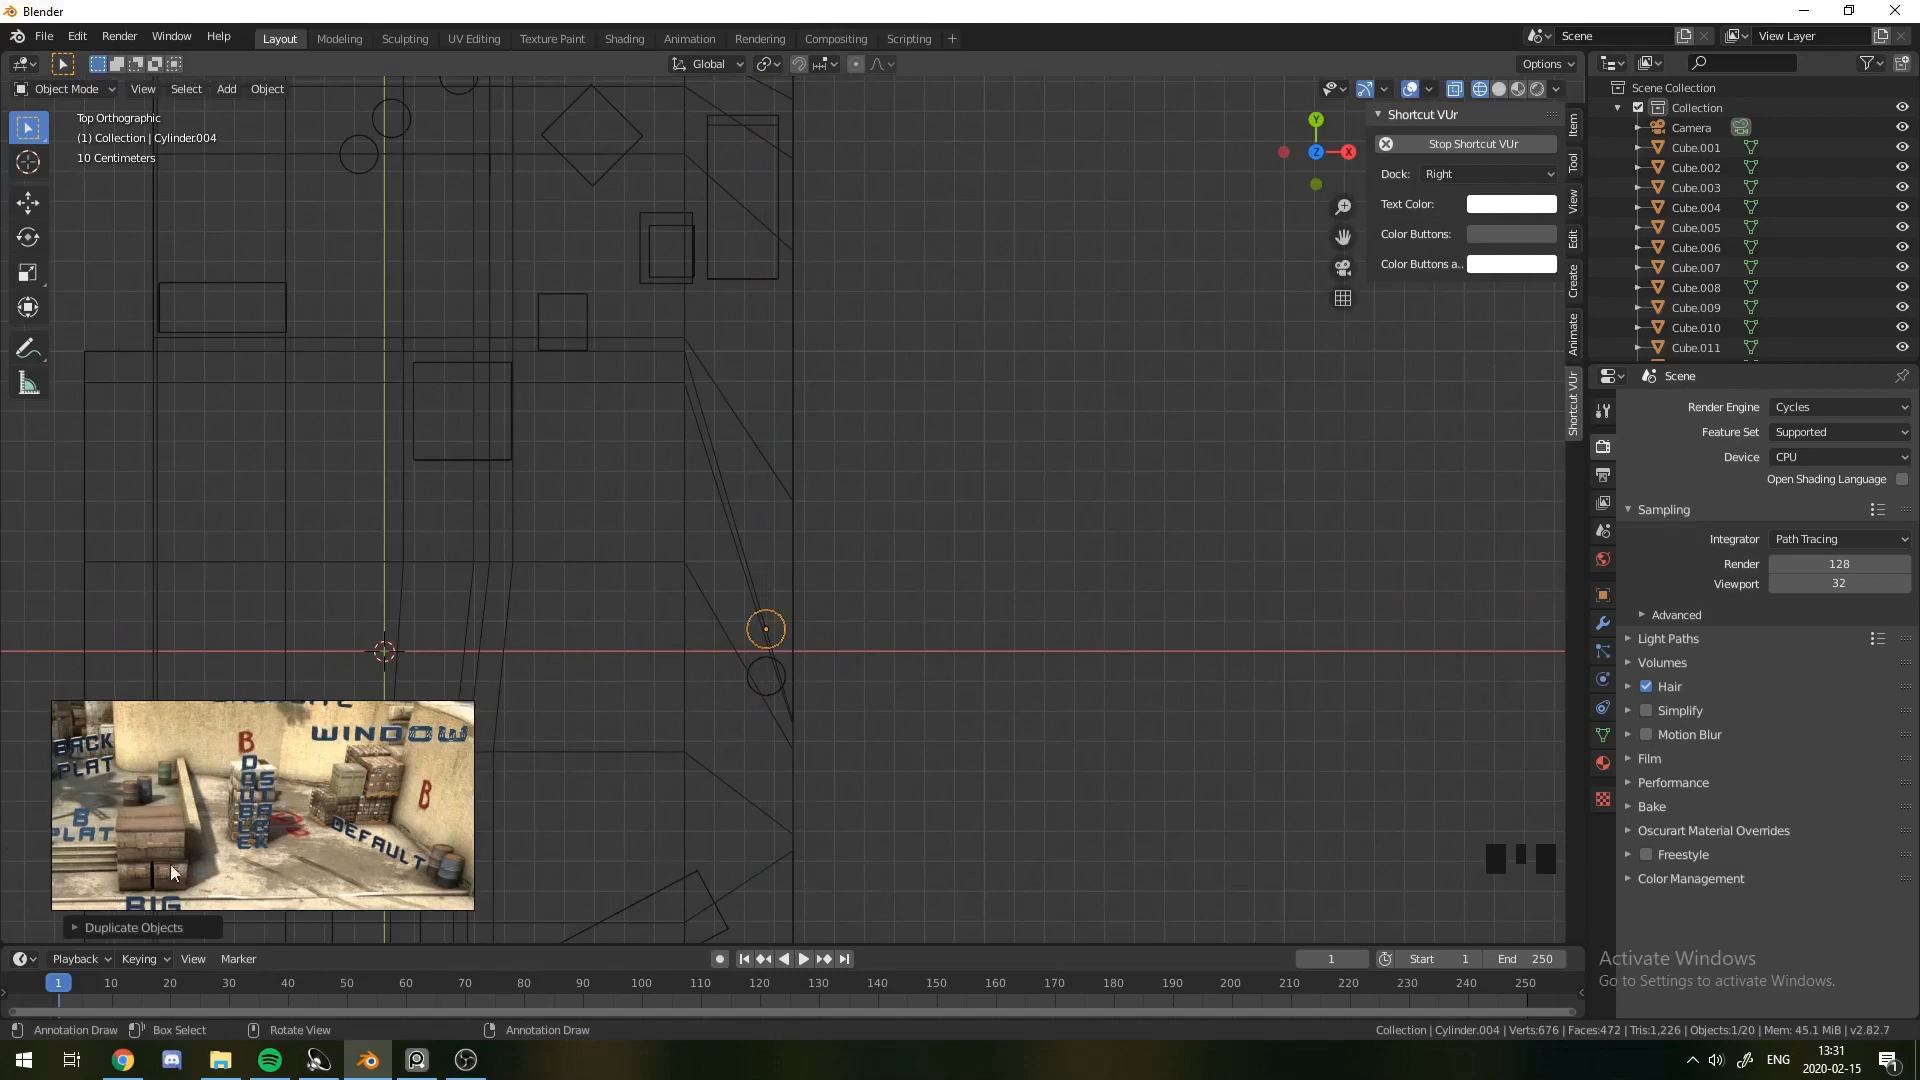 Blender
File Edit Render Window Help
Layout Modeling Sculpting UV Editing Texture Paint Shading Animation Rendering Compositing Scripting +
Scene
View Layer
Global
Options
Object Mode View Select Add Object
Top Orthographic
(1) Collection | Cylinder.004
10 Centimeters
Y
Z
X
Shortcut VUr
Stop Shortcut VUr
Dock: Right
Text Color:
Color Buttons:
Color Buttons a..
Item
Tool
View
Edit
Create
Animate
Shortcut VUr
Scene Collection
Collection
Camera
Cube.001
Cube.002
Cube.003
Cube.004
Cube.005
Cube.006
Cube.007
Cube.008
Cube.009
Cube.010
Cube.011
Scene
Render Engine Cycles
Feature Set Supported
Device CPU
Open Shading Language
Sampling
Integrator Path Tracing
Render 128
Viewport 32
Advanced
Light Paths
Volumes
Hair
Simplify
Motion Blur
Film
Performance
Bake
Oscurart Material Overrides
Freestyle
Color Management
BACK
PLAT
B
PLAT
WINDOW
B
B
DEFAULT
BIG
Duplicate Objects
Playback Keying View Marker
1
Start 1
End 250
1 10 20 30 40 50 60 70 80 90 100 110 120 130 140 150 160 170 180 190 200 210 220 230 240 250
Activate Windows
Go to Settings to activate Windows.
Annotation Draw Box Select Rotate View Annotation Draw
Collection | Cylinder.004 | Verts:676 | Faces:472 | Tris:1,226 | Objects:1/20 | Mem: 45.1 MiB | v2.82.7
ENG
13:31
2020-02-15
1